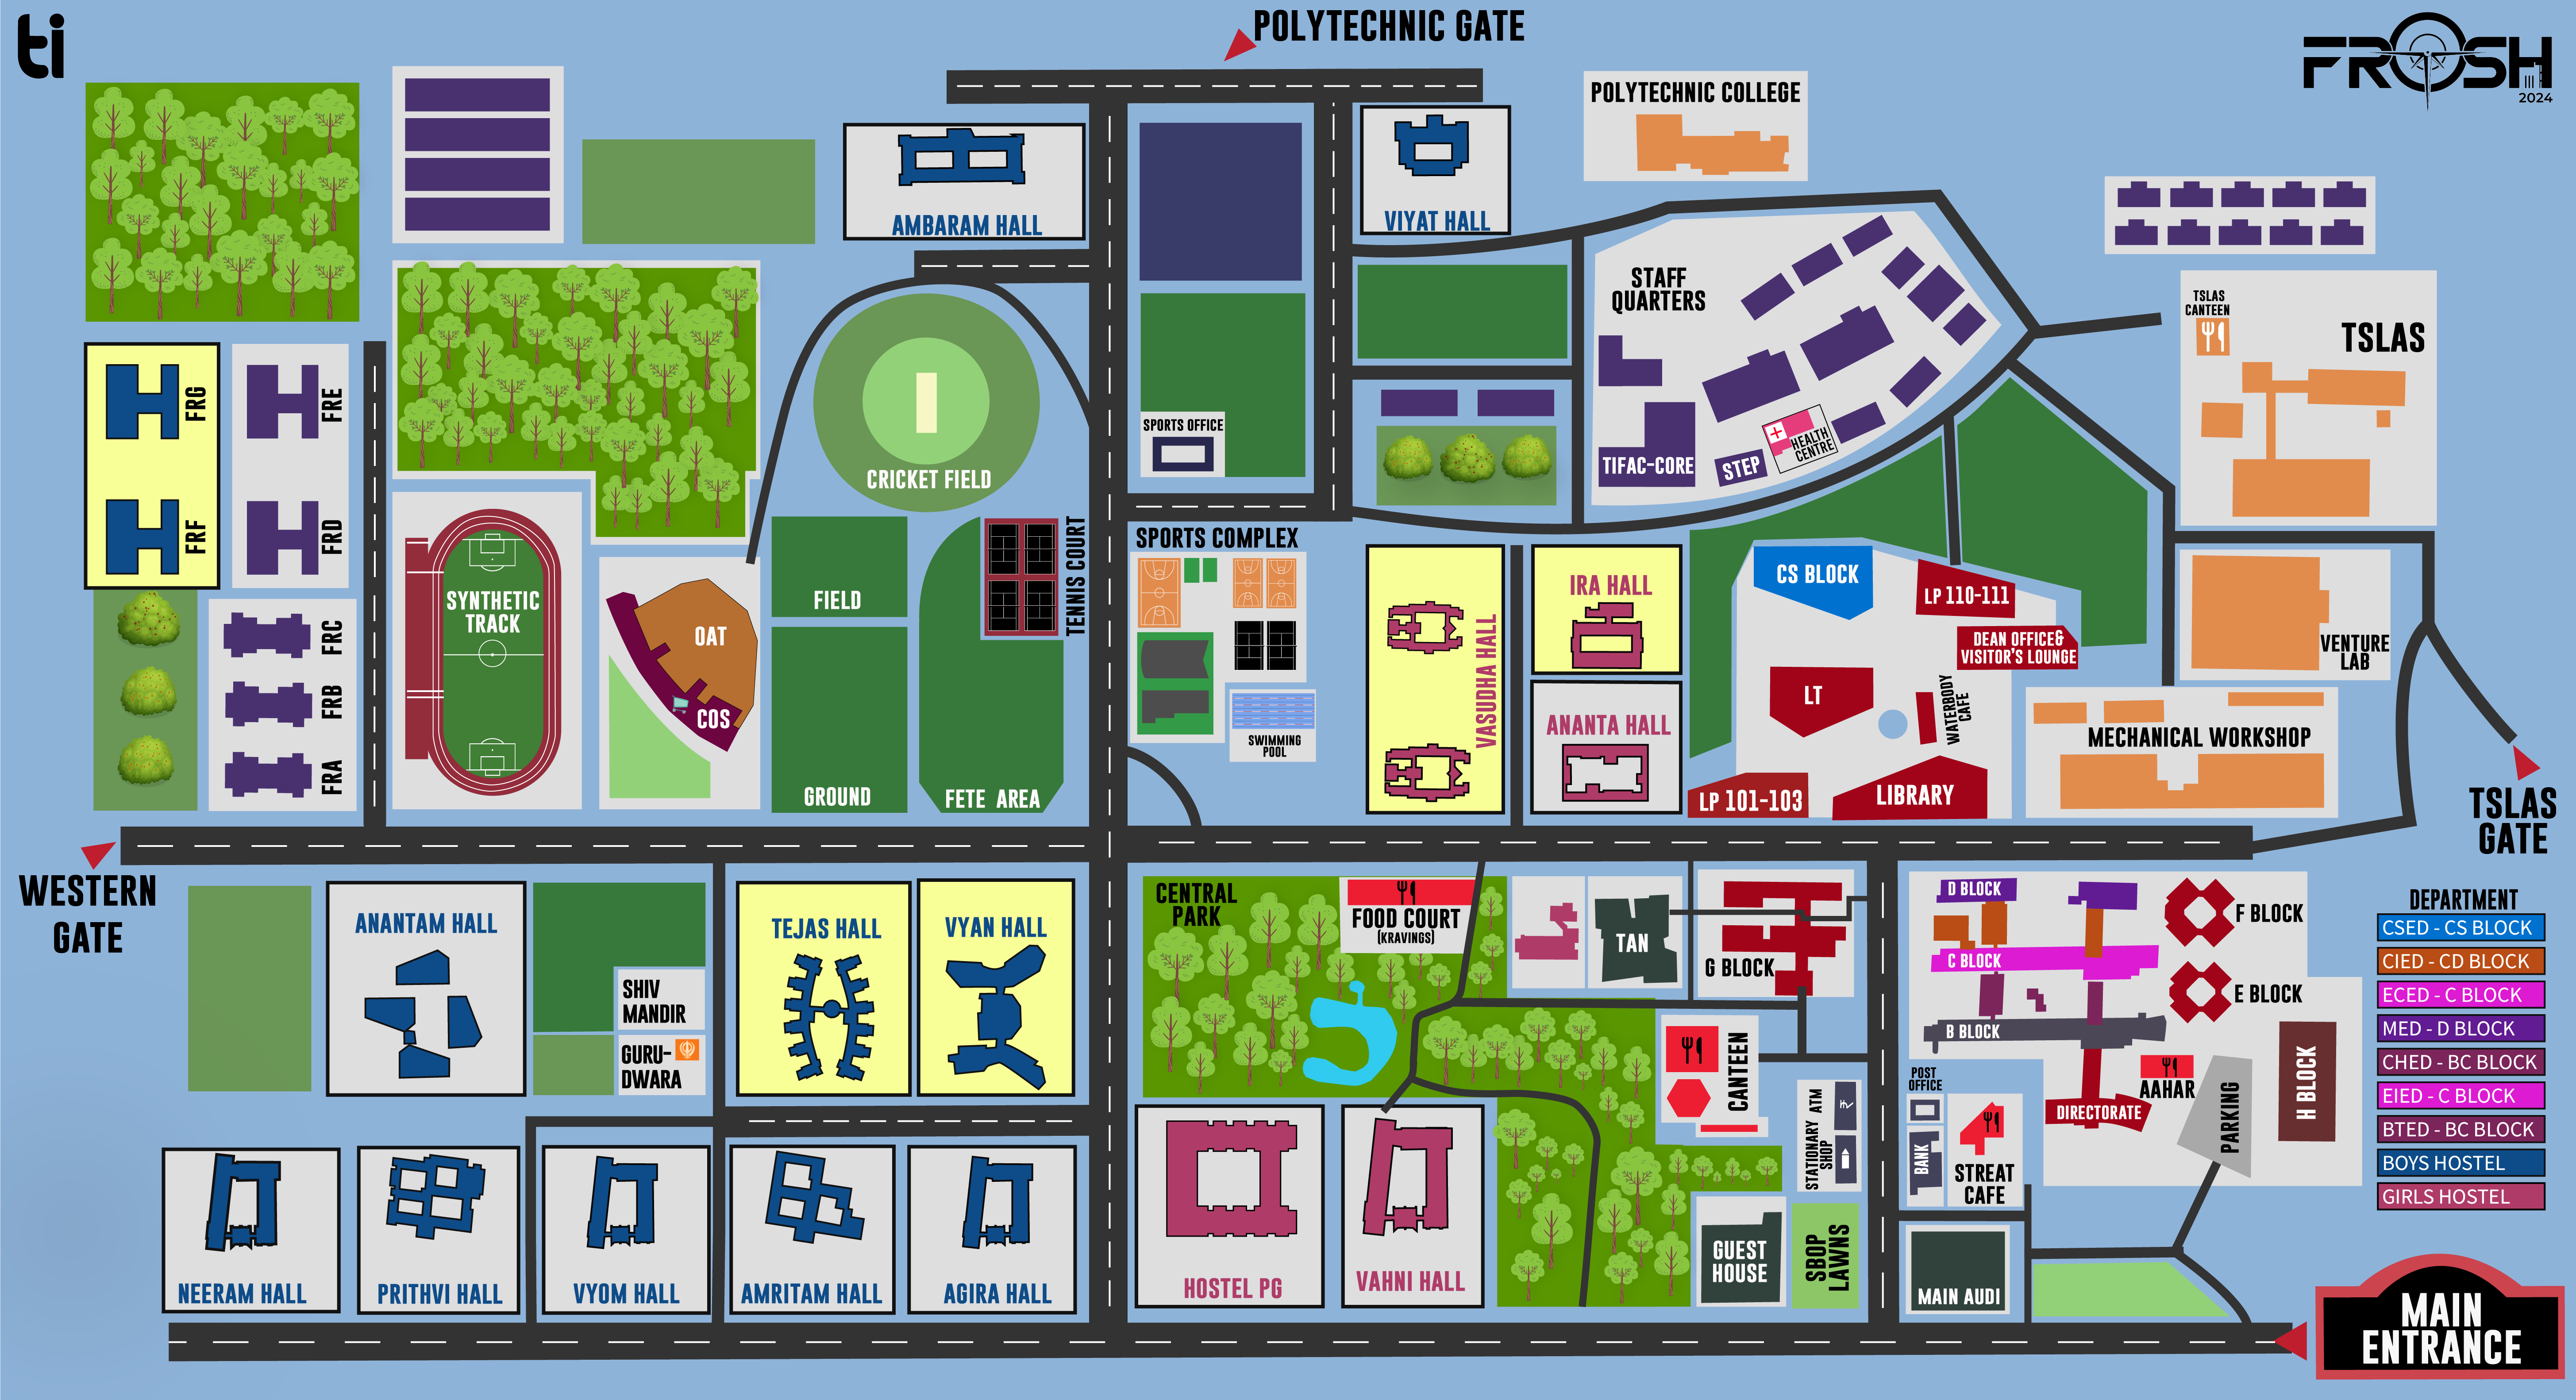 ti
POLYTECHNIC GATE
FROSH
2024
POLYTECHNIC COLLEGE
AMBARAM HALL
VIYAT HALL
STAFF
QUARTERS
TSLAS
CANTEEN
TSLAS
FRG
FRE
FRF
FRD
CRICKET FIELD
SPORTS OFFICE
TIFAC-CORE
STEP
HEALTH
CENTRE
SYNTHETIC
TRACK
OAT
COS
FIELD
GROUND
TENNIS COURT
FETE AREA
SPORTS COMPLEX
SWIMMING
POOL
VASUDHA HALL
IRA HALL
ANANTA HALL
CS BLOCK
LP 110-111
DEAN OFFICE&
VISITOR'S LOUNGE
LT
WATERBODY
CAFE
LP 101-103
LIBRARY
VENTURE
LAB
MECHANICAL WORKSHOP
FRC
FRB
FRA
TSLAS
GATE
WESTERN
GATE
ANANTAM HALL
SHIV
MANDIR
GURU-
DWARA
TEJAS HALL
VYAN HALL
CENTRAL
PARK
FOOD COURT
(KRAVINGS)
TAN
G BLOCK
D BLOCK
C BLOCK
B BLOCK
F BLOCK
E BLOCK
H BLOCK
AAHAR
DIRECTORATE
PARKING
POST
OFFICE
BANK
STREAT
CAFE
CANTEEN
ATM
STATIONARY
SHOP
DEPARTMENT
CSED - CS BLOCK
CIED - CD BLOCK
ECED - C BLOCK
MED - D BLOCK
CHED - BC BLOCK
EIED - C BLOCK
BTED - BC BLOCK
BOYS HOSTEL
GIRLS HOSTEL
NEERAM HALL
PRITHVI HALL
VYOM HALL
AMRITAM HALL
AGIRA HALL
HOSTEL PG
VAHNI HALL
GUEST
HOUSE
SBOP
LAWNS
MAIN AUDI
MAIN
ENTRANCE